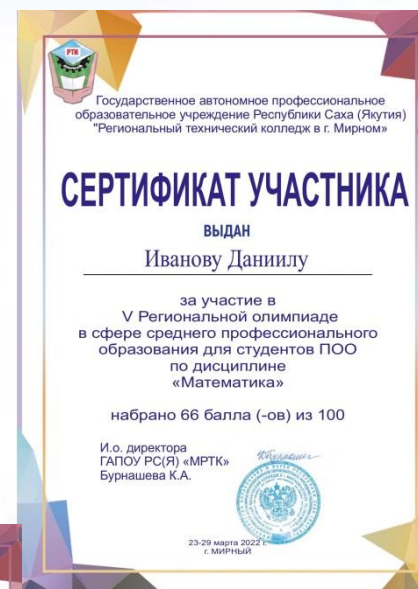 РТК
Государственное автономное профессиональное
образовательное учреждение Республики Саха (Якутия)
"Региональный технический колледж в г. Мирном»
СЕРТИФИКАТ УЧАСТНИКА
ВЫДАН
Иванову Даниилу
за участие в
V Региональной олимпиаде
в сфере среднего профессионального
образования для студентов ПОО
по дисциплине
«Математика»
набрано 66 балла (-ов) из 100
И.о. директора
ГАПОУ РС(Я) «МРТК»
Бурнашева К.А.
23-29 марта 2022 г.
г. МИРНЫЙ